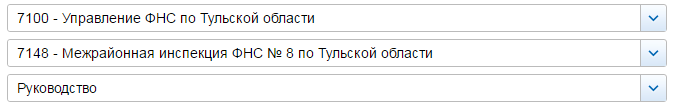 7100 - Управление ФНС по Тульской области
7148 - Межрайонная инспекция ФНС № 8 по Тульской области
Руководство